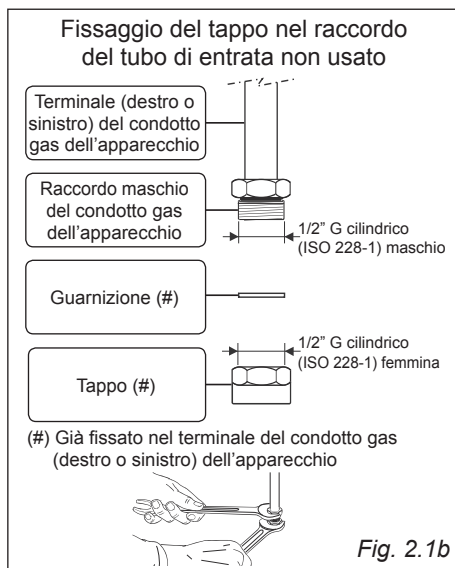 Fissaggio del tappo nel raccordo
del tubo di entrata non usato
Terminale (destro o
sinistro) del condotto
gas dell'apparecchio
Raccordo maschio
del condotto gas
dell'apparecchio
1/2" G cilindrico
(ISO 228-1) maschio
Guarnizione (#)
1/2" G cilindrico
(ISO 228-1) femmina
Tappo (#)
(#) Già fissato nel terminale del condotto gas
(destro o sinistro) dell'apparecchio
Fig. 2.1b